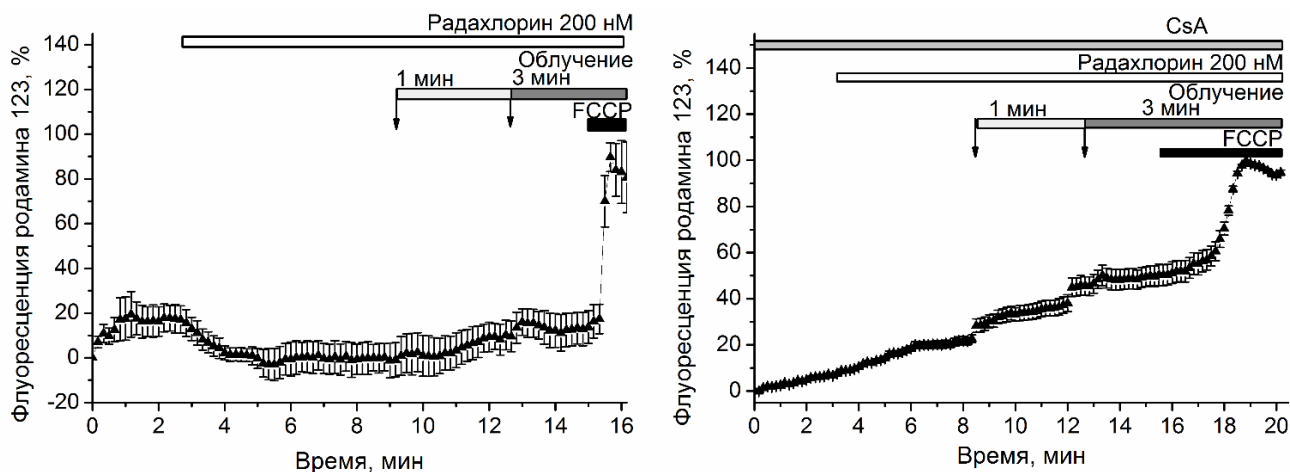 Радахлорин 200 нМ
Облучение
1 мин
3 мин
FCCP
Флуоресценция родамина 123, %
140
120
100
80
60
40
20
0
-20
0 2 4 6 8 10 12 14 16
Время, мин
CsA
Радахлорин 200 нМ
Облучение
1 мин
3 мин
FCCP
Флуоресценция родамина 123, %
140
120
100
80
60
40
20
0
0 2 4 6 8 10 12 14 16 18 20
Время, мин